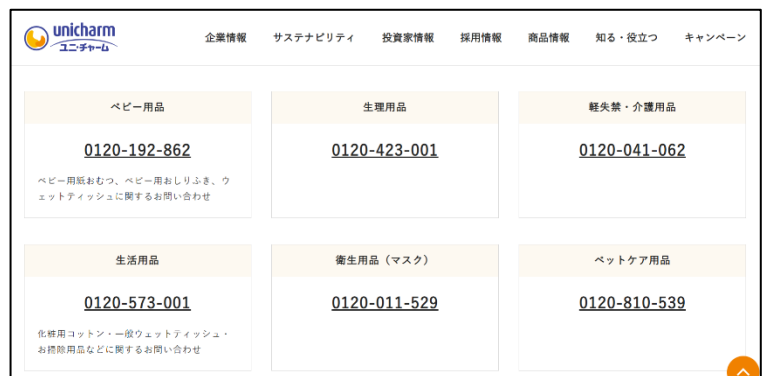 unicharm
ユニ・チャーム
企業情報 サステナビリティ 投資家情報 採用情報 商品情報 知る・役立つ キャンペーン
ベビー用品
0120-192-862
ベビー用紙おむつ、ベビー用おしりふき、ウ
ェットティッシュに関するお問い合わせ
生理用品
0120-423-001
軽失禁・介護用品
0120-041-062
生活用品
0120-573-001
化粧用コットン・一般ウェットティッシュ・
お掃除用品などに関するお問い合わせ
衛生用品（マスク）
0120-011-529
ペットケア用品
0120-810-539